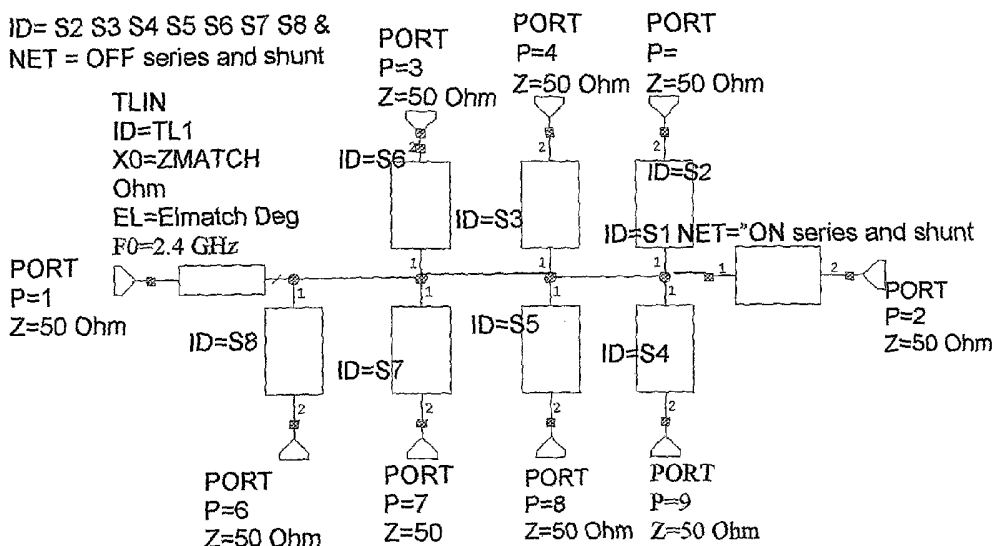 ID= S2 S3 S4 S5 S6 S7 S8 &
NET = OFF series and shunt
PORT
P=3
Z=50 Ohm
PORT
P=4
Z=50 Ohm
PORT
P=
Z=50 Ohm
TLIN
ID=TL1
X0=ZMATCH
Ohm
EL=Elmatch Deg
F0=2.4 GHz
2
ID=S6
2
ID=S3
2
ID=S2
ID=S1 NET="ON series and shunt
PORT
P=1
Z=50 Ohm
1
1
1
1
2
PORT
P=2
Z=50 Ohm
1
ID=S8
1
ID=S7
1
ID=S5
1
ID=S4
2
2
2
2
PORT
P=6
Z=50 Ohm
PORT
P=7
Z=50
PORT
P=8
Z=50 Ohm
PORT
P=9
Z=50 Ohm